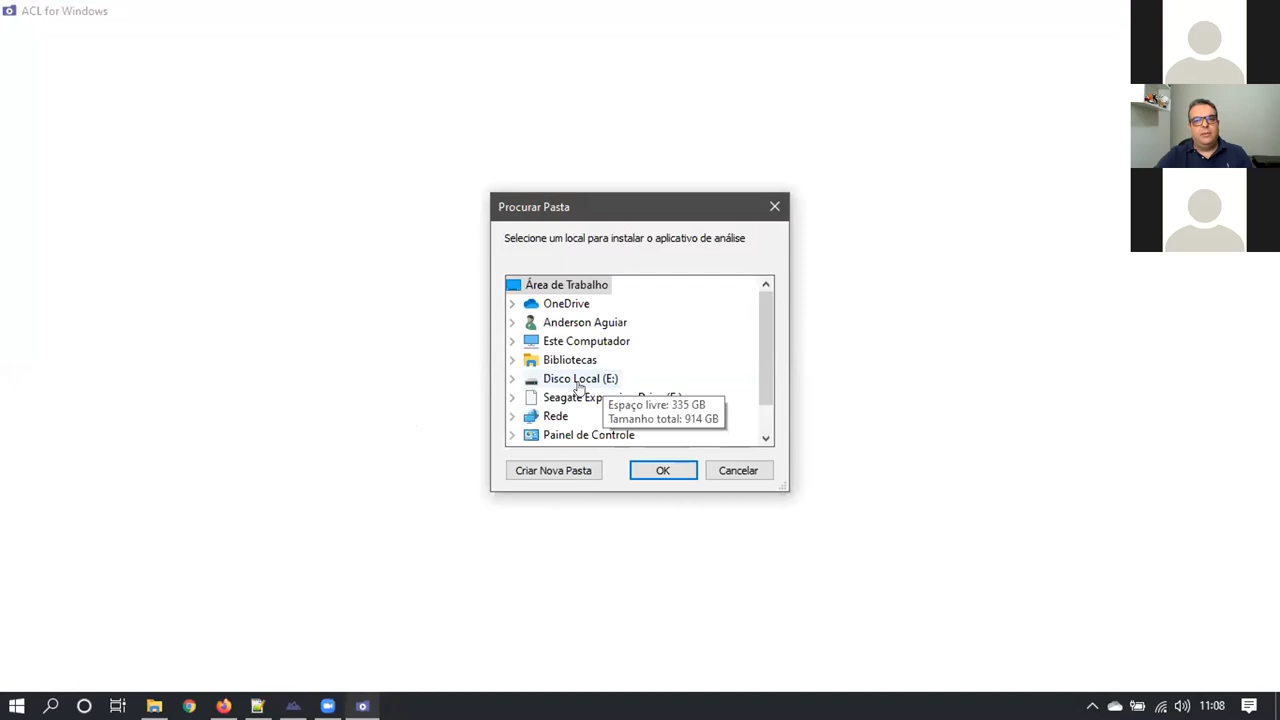 ACL for Windows
Procurar Pasta
Selecione um local para instalar o aplicativo de análise
Área de Trabalho
OneDrive
Anderson Aguiar
Este Computador
Bibliotecas
Disco Local (E:)
Seagate
Espaço livre: 335 GB
Tamanho total: 914 GB
Rede
Painel de Controle
Criar Nova Pasta
OK
Cancelar
11:08